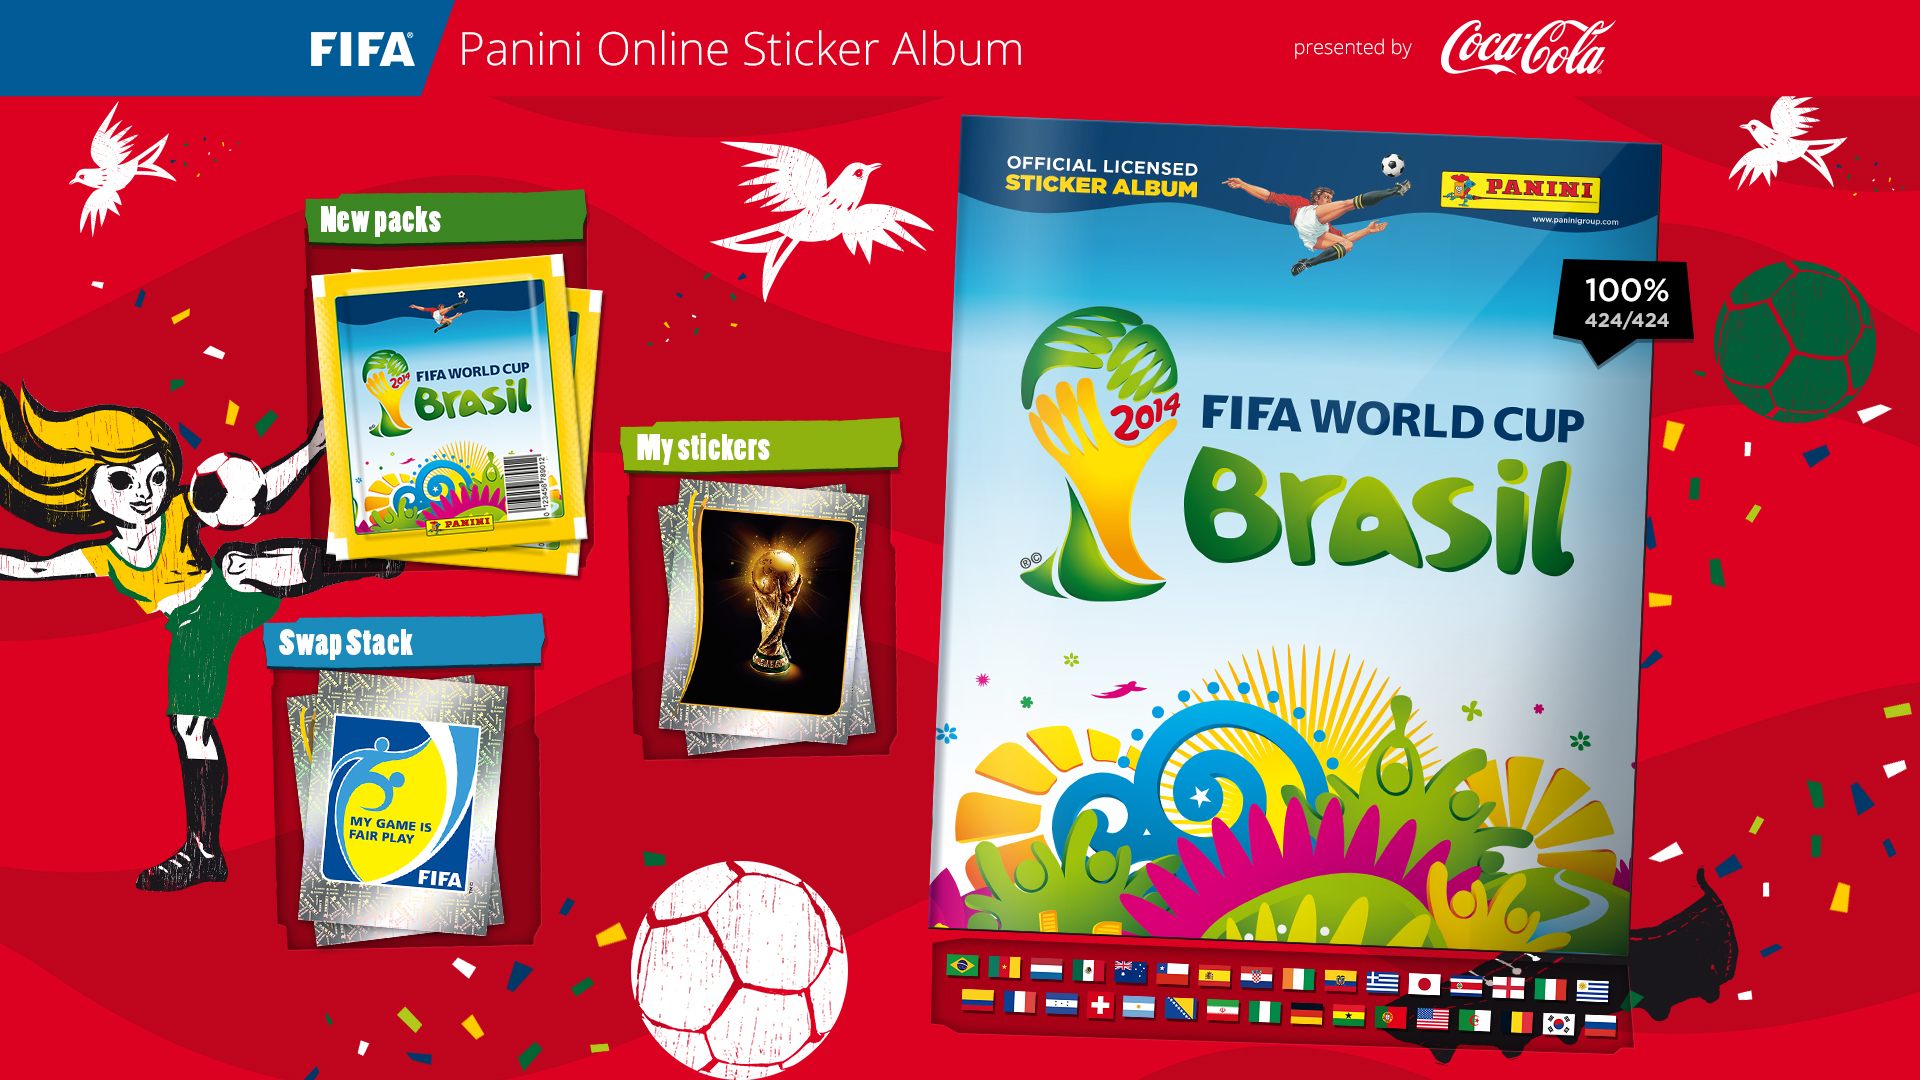 FIFA®
Panini Online Sticker Album
presented by
Coca-Cola
OFFICIAL LICENSED
STICKER ALBUM
PANINI
www.paninigroup.com
New packs
100%
424/424
2014
FIFA WORLD CUP
Brasil
PANINI
My stickers
2014
FIFA WORLD CUP
Brasil
®©
Swap Stack
MY GAME IS
FAIR PLAY
FIFA